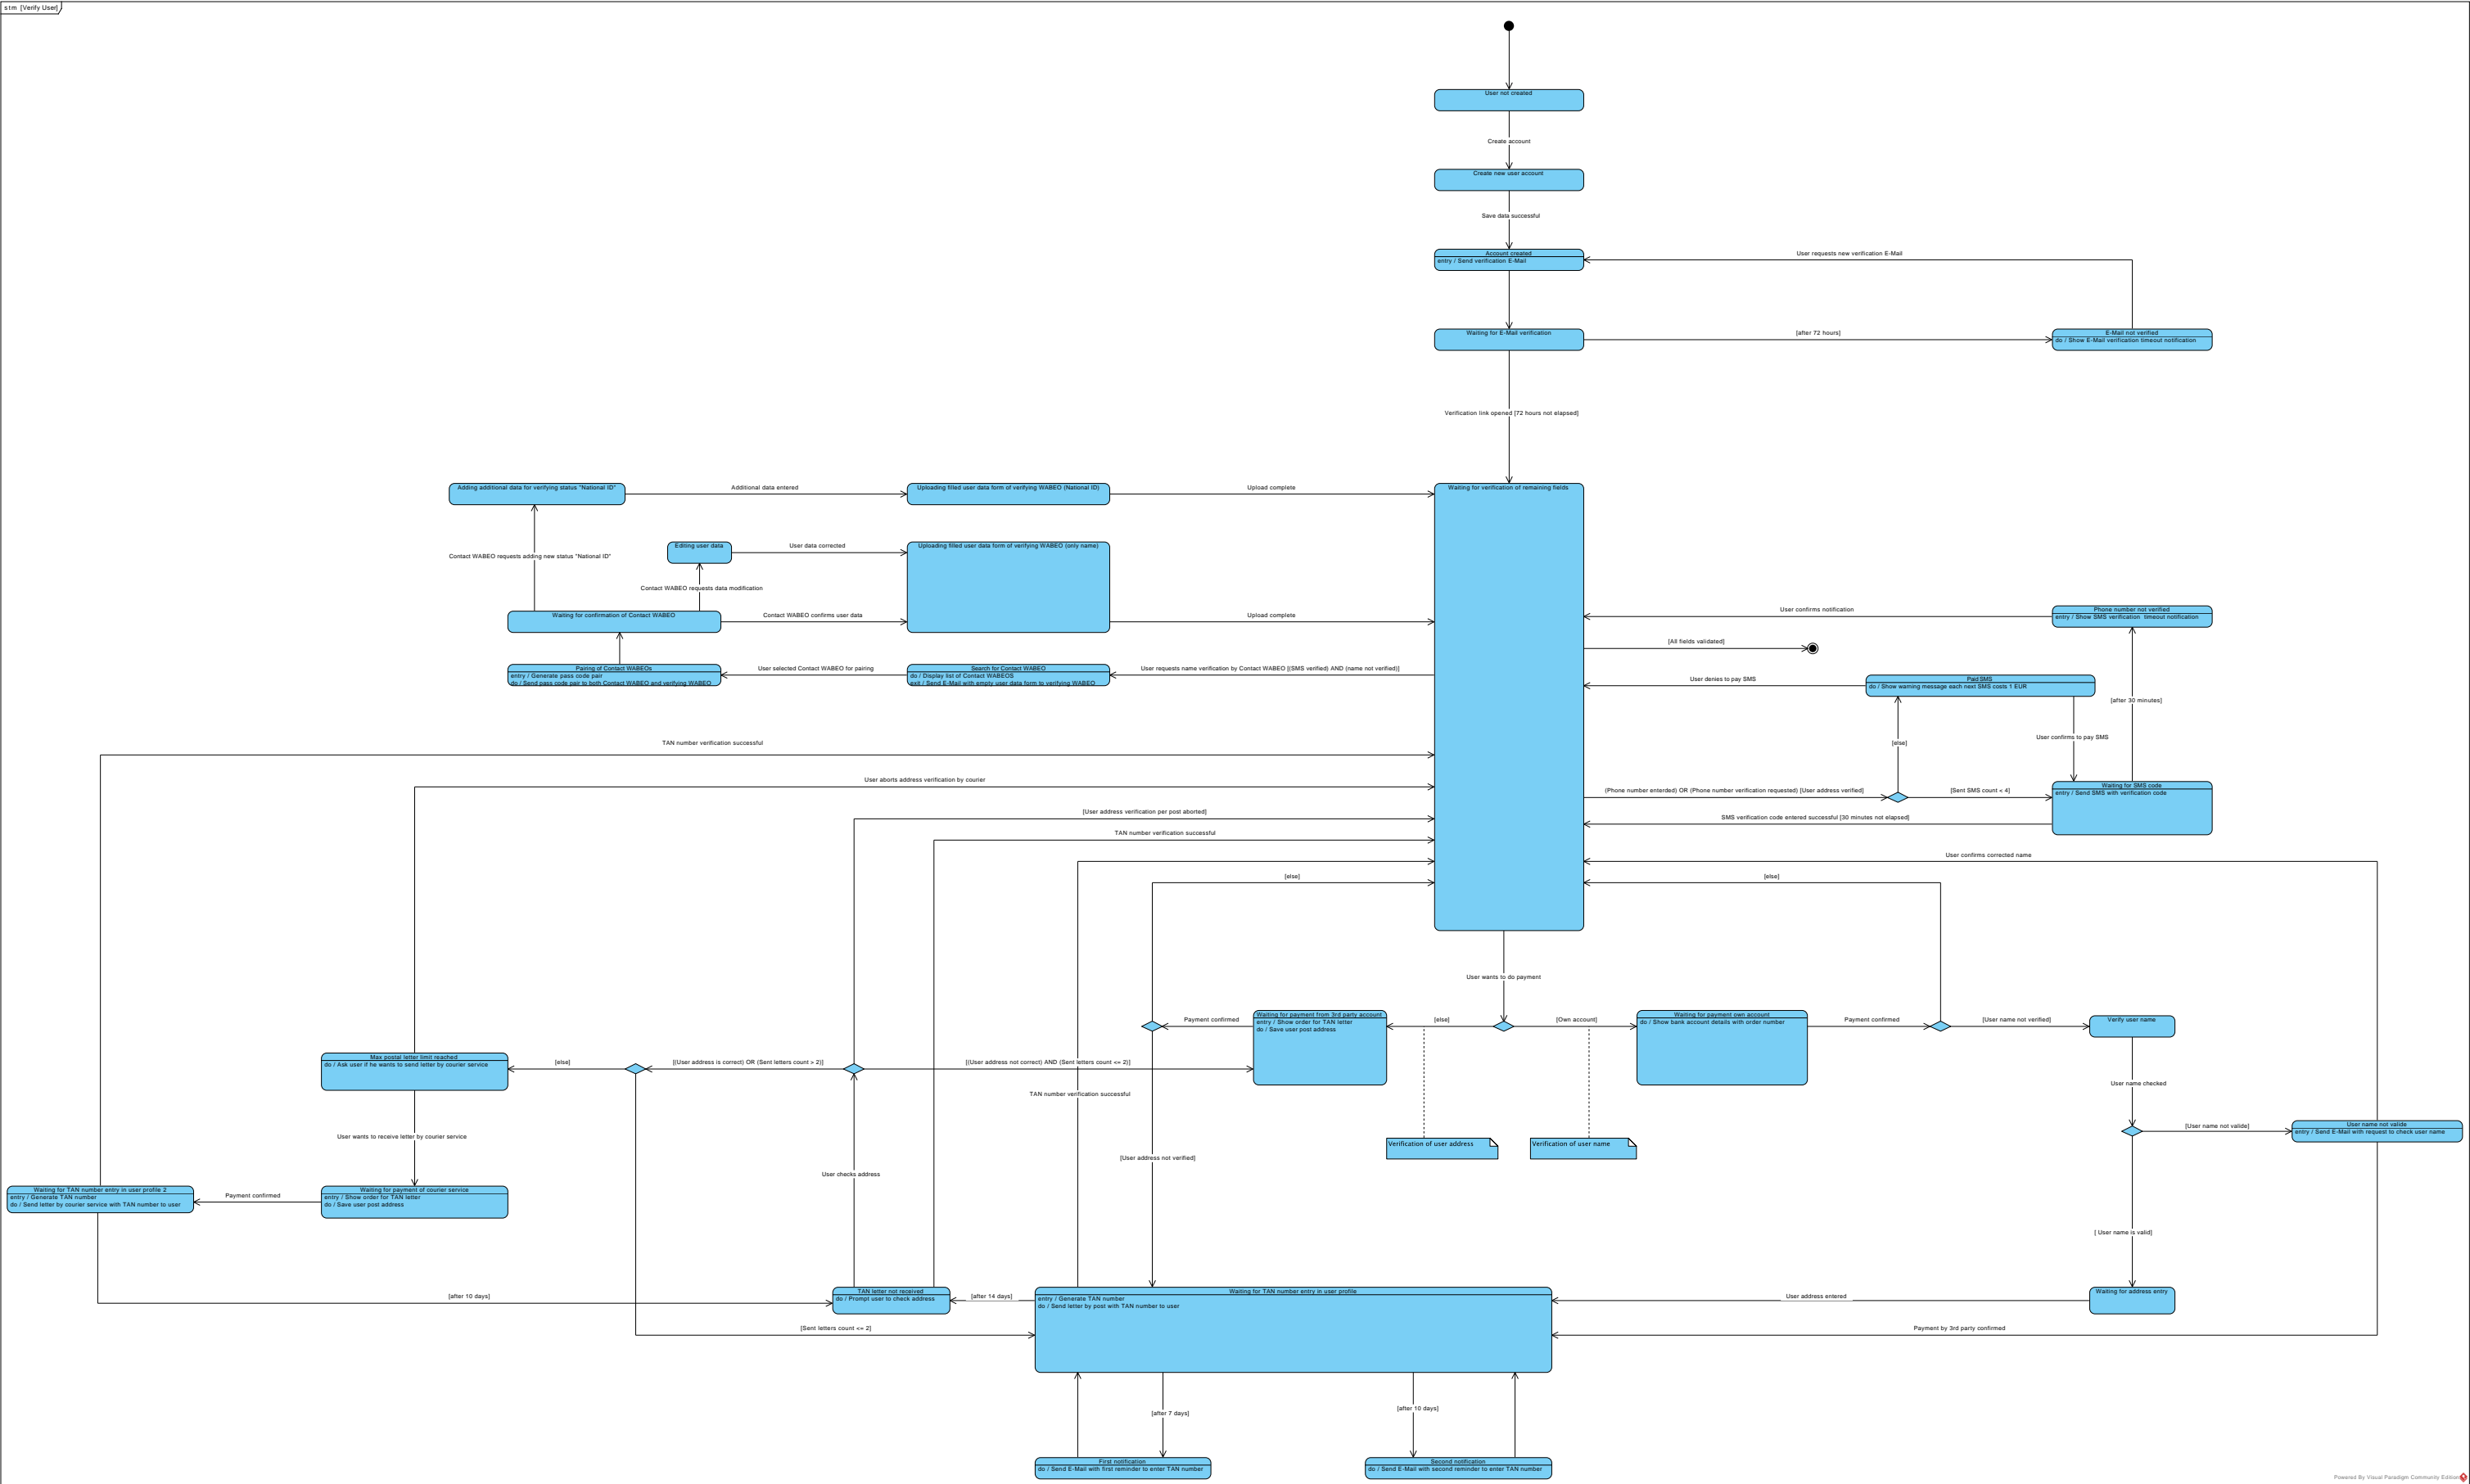 stm [Verify User]
User not created
Create account
Create new user account
Save data successful
Account created
entry / Send verification E-Mail
User requests new verification E-Mail
Waiting for E-Mail verification
[after 72 hours]
E-Mail not verified
do / Show E-Mail verification timeout notification
Verification link opened [72 hours not elapsed]
Adding additional data for verifying status "National ID"
Additional data entered
Uploading filled user data form of verifying WABEO (National ID)
Upload complete
Waiting for verification of remaining fields
Editing user data
User data corrected
Uploading filled user data form of verifying WABEO (only name)
Contact WABEO requests adding new status "National ID"
Contact WABEO requests data modification
Waiting for confirmation of Contact WABEO
Contact WABEO confirms user data
Upload complete
User confirms notification
Phone number not verified
entry / Show SMS verification  timeout notification
[All fields validated]
Pairing of Contact WABEOs
entry / Generate pass code pair
do / Send pass code pair to both Contact WABEO and verifying WABEO
User selected Contact WABEO for pairing
Search for Contact WABEO
do / Display list of Contact WABEOS
exit / Send E-Mail with empty user data form to verifying WABEO
User requests name verification by Contact WABEO [(SMS verified) AND (name not verified)]
User denies to pay SMS
Paid SMS
do / Show warning message each next SMS costs 1 EUR
[after 30 minutes]
[else]
User confirms to pay SMS
TAN number verification successful
User aborts address verification by courier
(Phone number enterded) OR (Phone number verification requested) [User address verified]
[Sent SMS count < 4]
Waiting for SMS code
entry / Send SMS with verification code
[User address verification per post aborted]
SMS verification code entered successful [30 minutes not elapsed]
TAN number verification successful
User confirms corrected name
[else]
[else]
User wants to do payment
Payment confirmed
Waiting for payment from 3rd party account
entry / Show order for TAN letter
do / Save user post address
[else]
[Own account]
Waiting for payment own account
do / Show bank account details with order number
Payment confirmed
[User name not verified]
Verify user name
Max postal letter limit reached
do / Ask user if he wants to send letter by courier service
[else]
[(User address is correct) OR (Sent letters count > 2)]
[(User address not correct) AND (Sent letters count <= 2)]
User name checked
TAN number verification successful
User wants to receive letter by courier service
Verification of user address
Verification of user name
[User name not valide]
User name not valide
entry / Send E-Mail with request to check user name
[User address not verified]
User checks address
Waiting for TAN number entry in user profile 2
entry / Generate TAN number
do / Send letter by courier service with TAN number to user
Payment confirmed
Waiting for payment of courier service
entry / Show order for TAN letter
do / Save user post address
[ User name is valid]
[after 10 days]
TAN letter not received
do / Prompt user to check address
[after 14 days]
Waiting for TAN number entry in user profile
entry / Generate TAN number
do / Send letter by post with TAN number to user
User address entered
Waiting for address entry
[Sent letters count <= 2]
Payment by 3rd party confirmed
[after 7 days]
[after 10 days]
First notification
do / Send E-Mail with first reminder to enter TAN number
Second notification
do / Send E-Mail with second reminder to enter TAN number
Powered By Visual Paradigm Community Edition